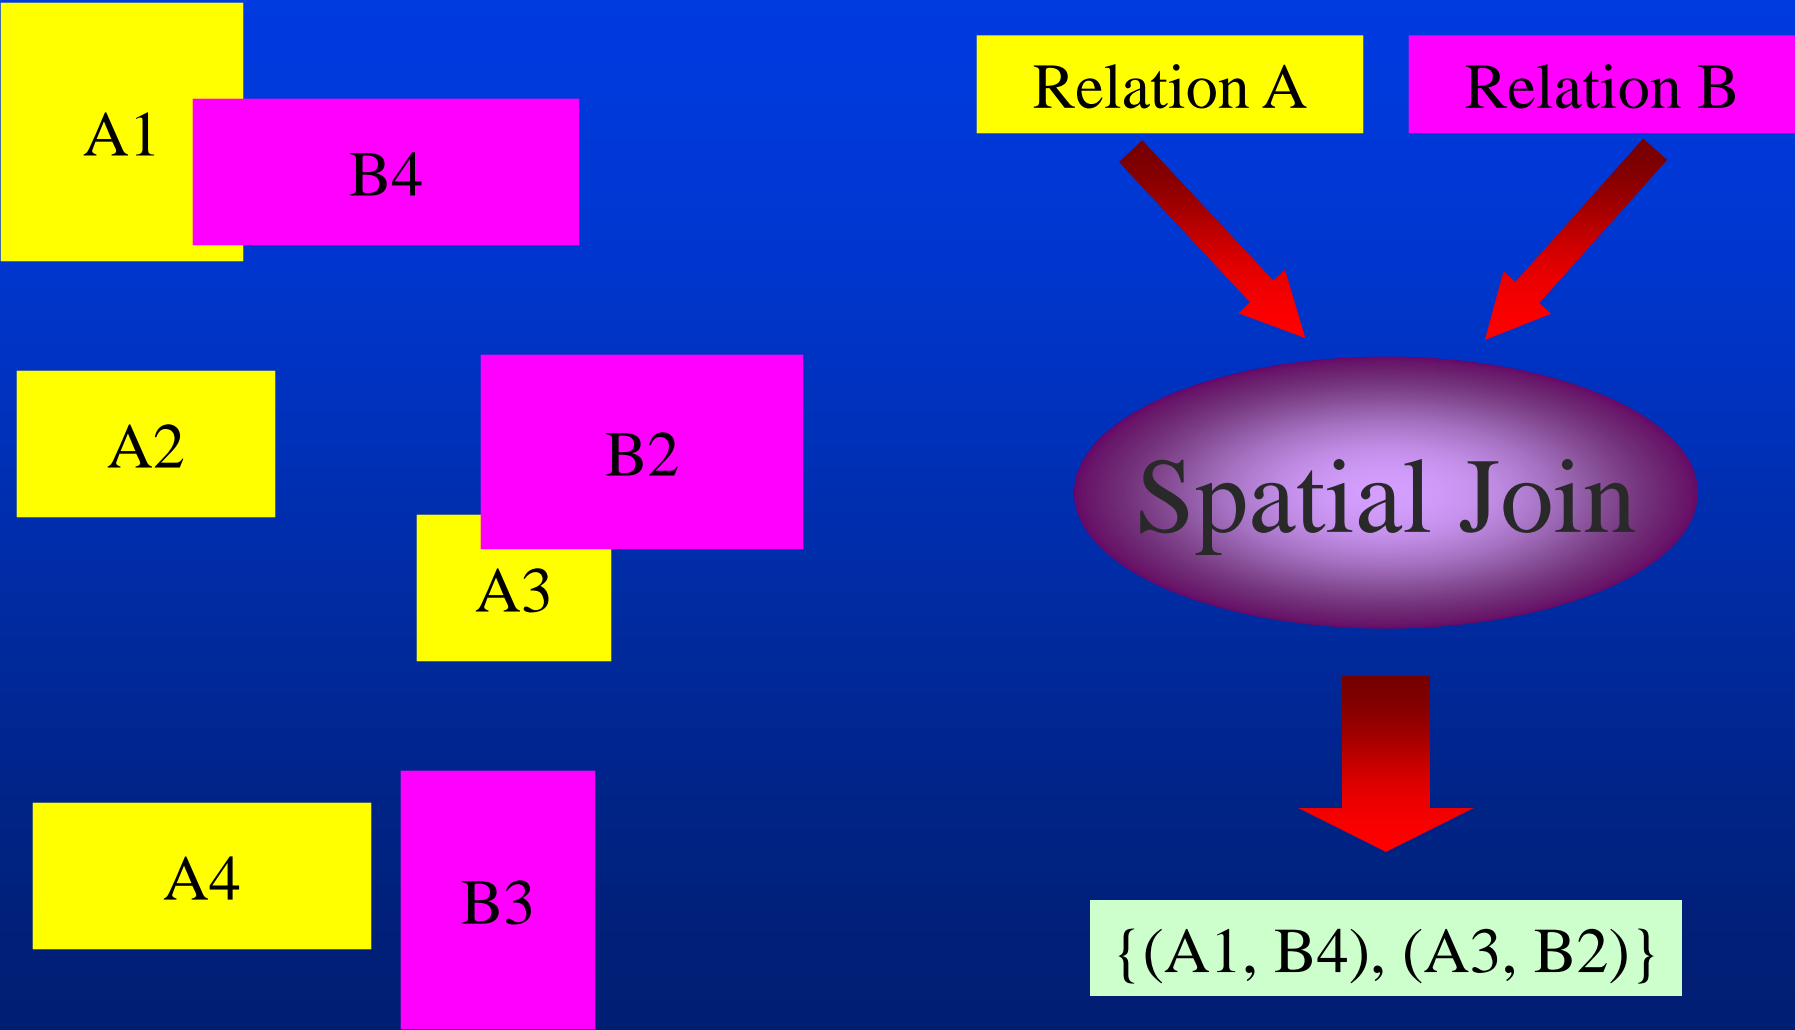 A1
B4
A2
B2
A3
A4
B3
Relation A
Relation B
Spatial Join
{(A1, B4), (A3, B2)}